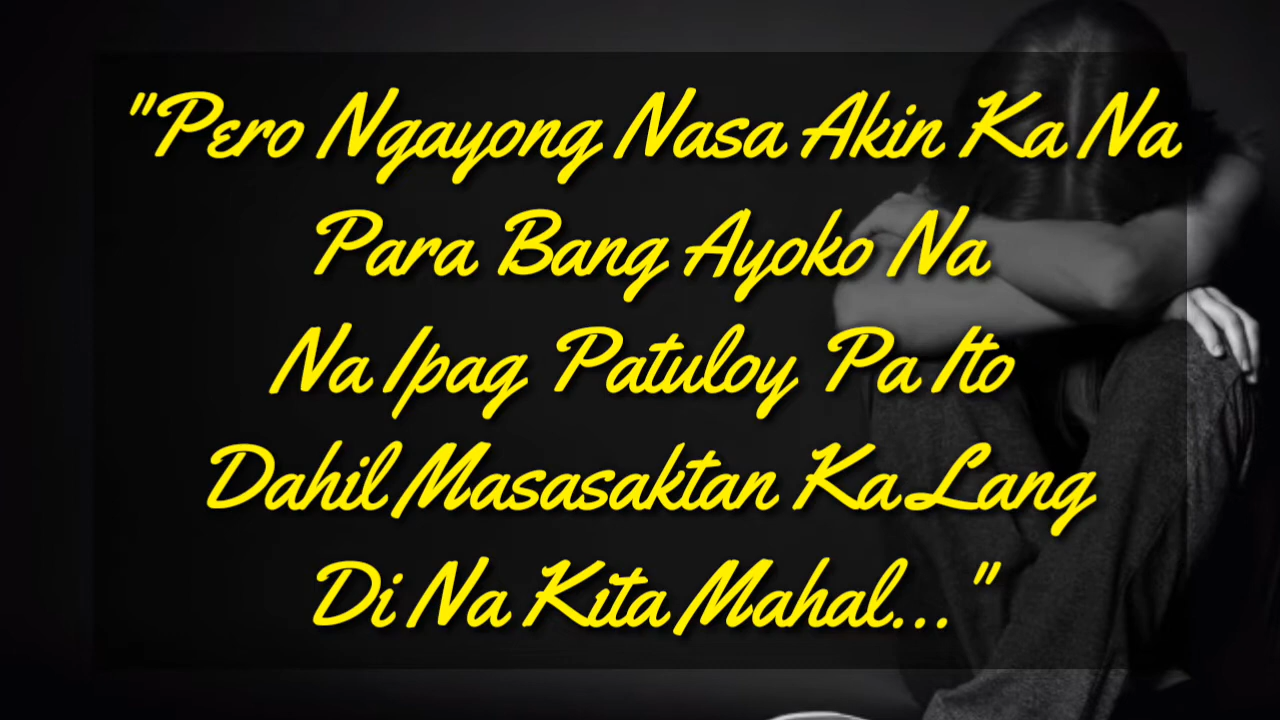 "Pero Ngayong Nasa Akin Ka Na
Para Bang Ayoko Na
Na Ipag Patuloy Pa Ito
Dahil Masasaktan Ka Lang
Di Na Kita Mahal..."